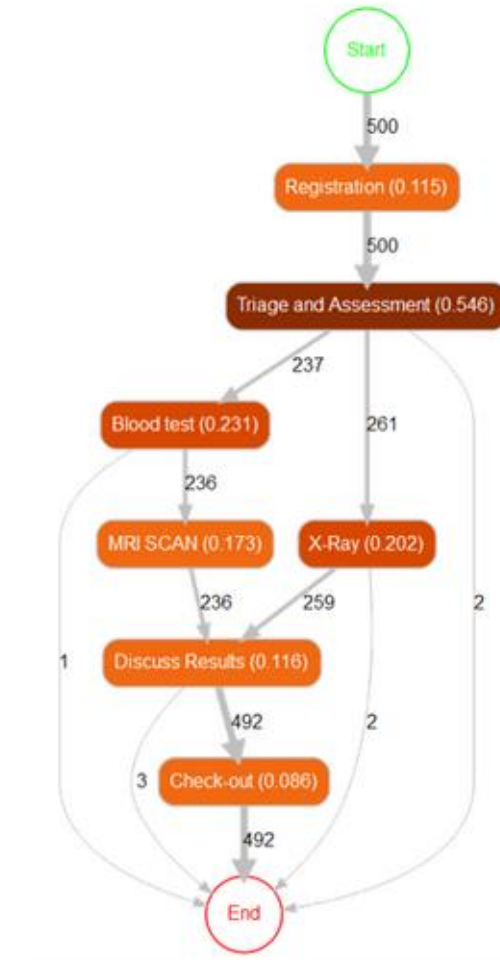 Start
500
Registration (0.115)
500
Triage and Assessment (0.546)
237
Blood test (0.231)
261
236
MRI SCAN (0.173)
X-Ray (0.202)
236
259
2
1
Discuss Results (0.116)
492
2
3
Check-out (0.086)
492
End